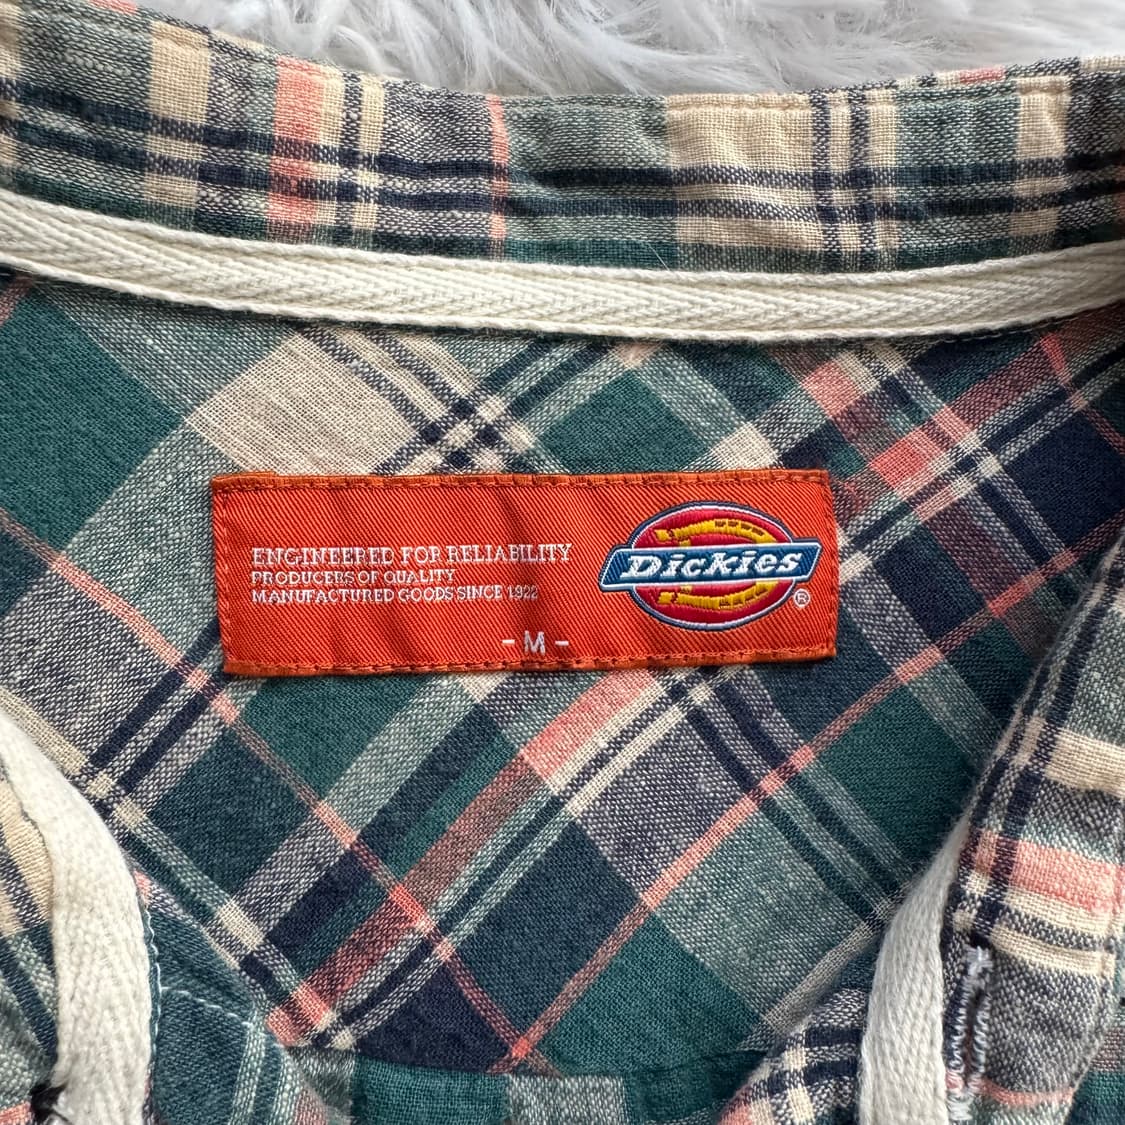 ENGINEERED FOR RELIABILITY
PRODUCERS OF QUALITY
MANUFACTURED GOODS SINCE 1922
- M -
Dickies
®